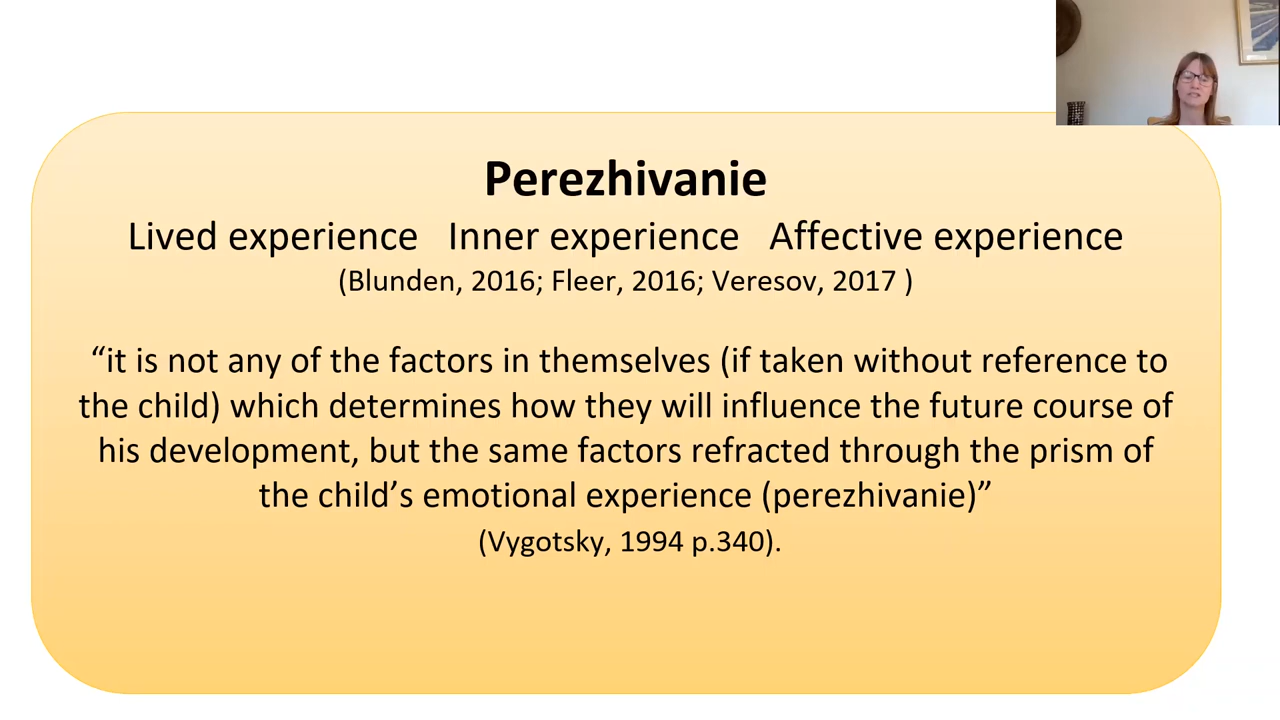 Perezhivanie
Lived experience   Inner experience   Affective experience
(Blunden, 2016; Fleer, 2016; Veresov, 2017 )
“it is not any of the factors in themselves (if taken without reference to
the child) which determines how they will influence the future course of
his development, but the same factors refracted through the prism of
the child’s emotional experience (perezhivanie)”
(Vygotsky, 1994 p.340).